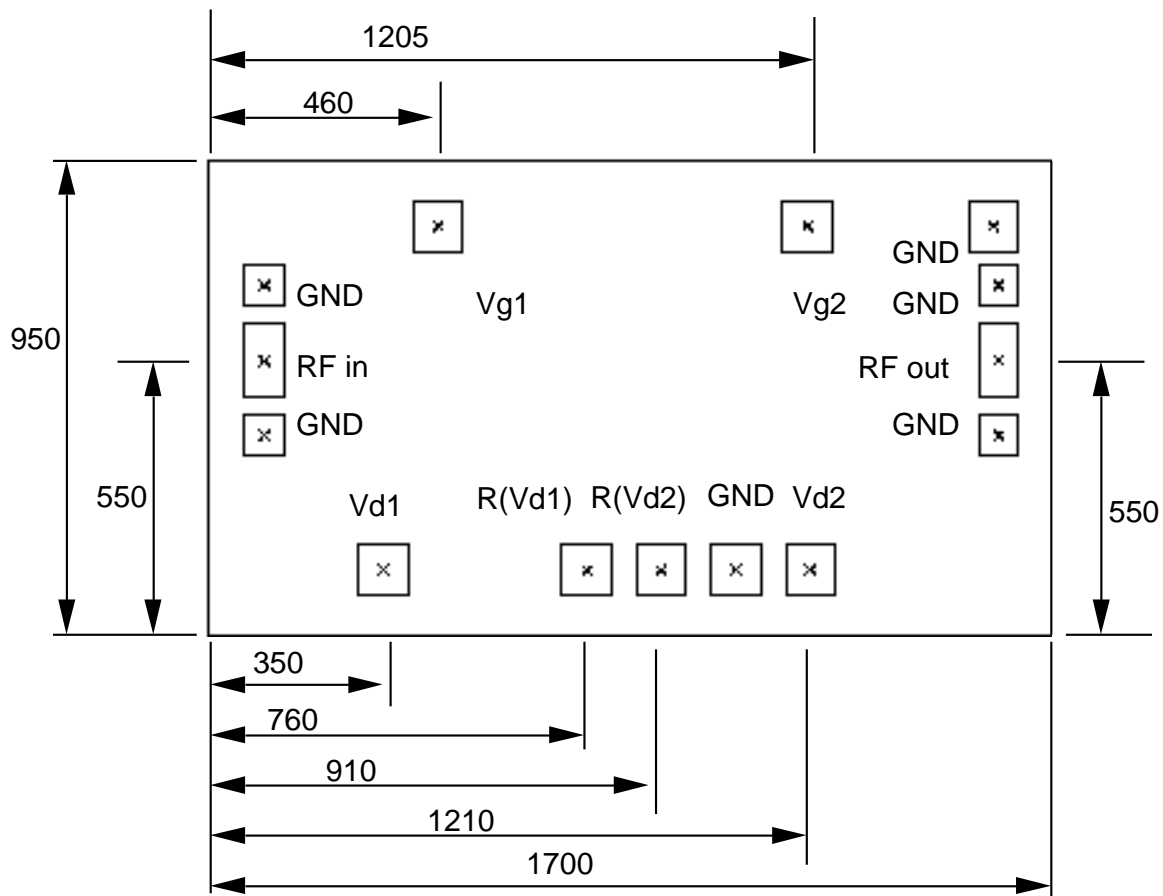 1205
460
GND
GND
Vg1
Vg2
GND
950
RF in
RF out
GND
GND
550
Vd1
R(Vd1)
R(Vd2)
GND
Vd2
550
350
760
910
1210
1700